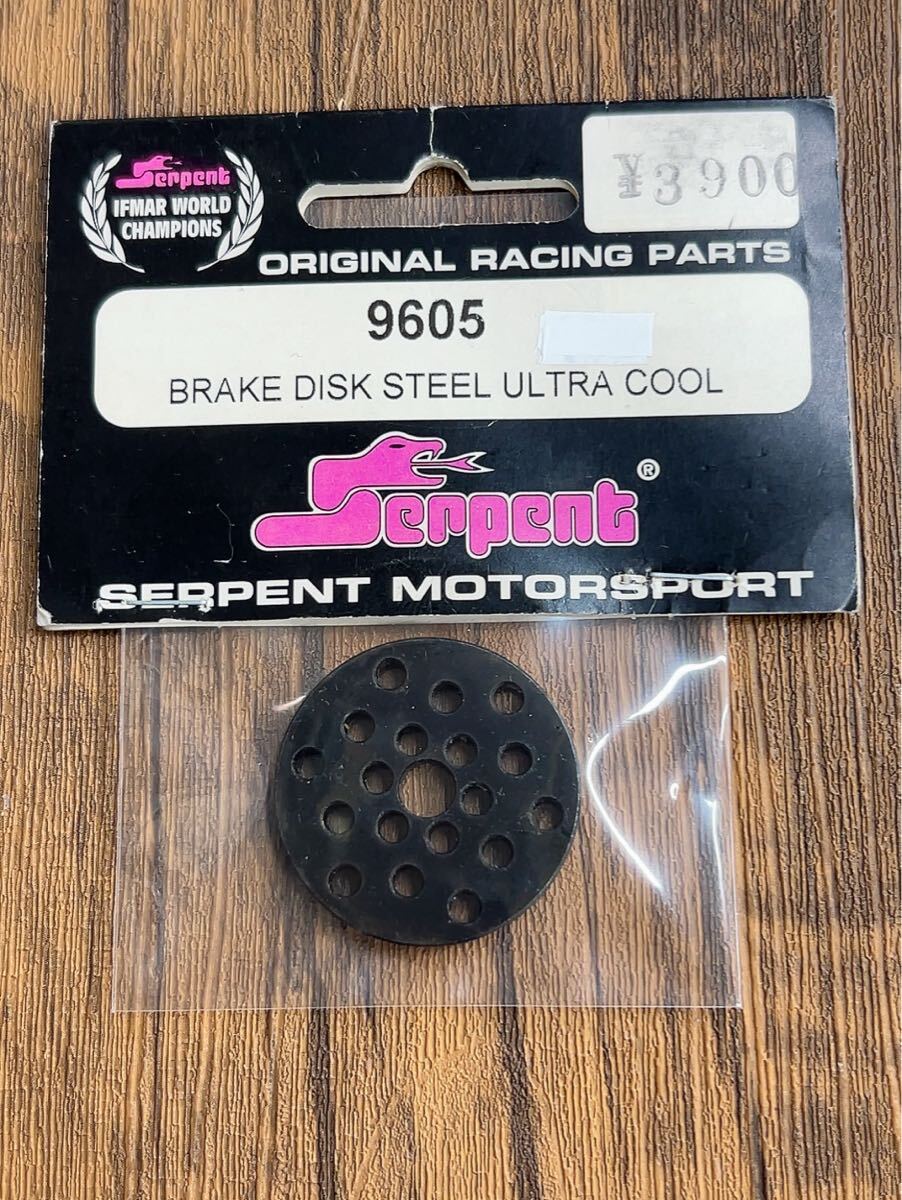 Serpent
IFMAR WORLD
CHAMPIONS
¥3900
ORIGINAL RACING PARTS
9605
BRAKE DISK STEEL ULTRA COOL
Serpent®
SERPENT MOTORSPORT